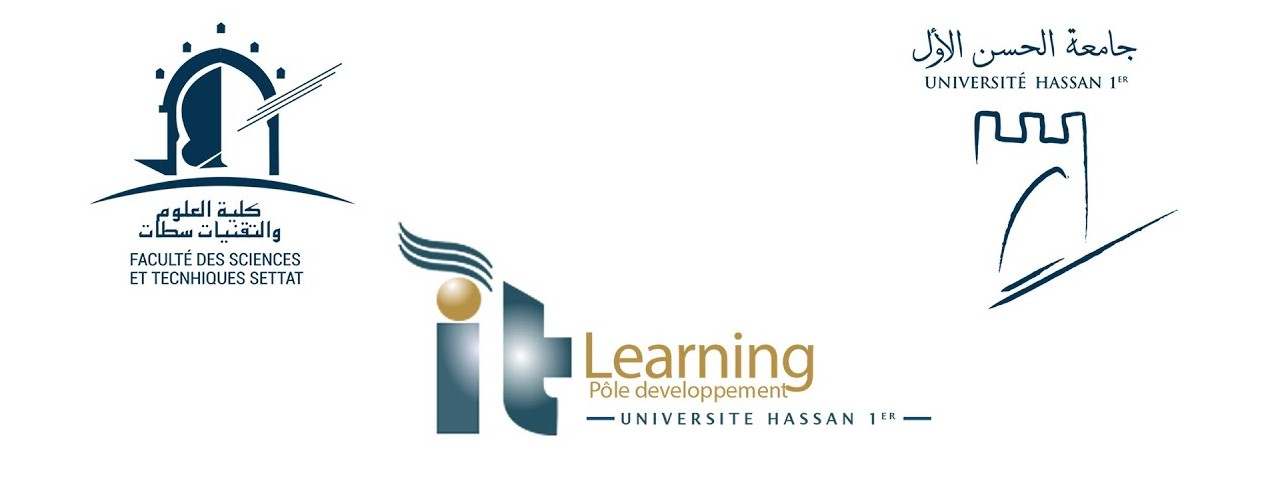 كلية العلوم
والتقنيات سطات
FACULTÉ DES SCIENCES
ET TECNHIQUES SETTAT
جامعة الحسن الأول
UNIVERSITÉ HASSAN 1ER
it Learning
Pôle developpement
UNIVERSITE HASSAN 1ER